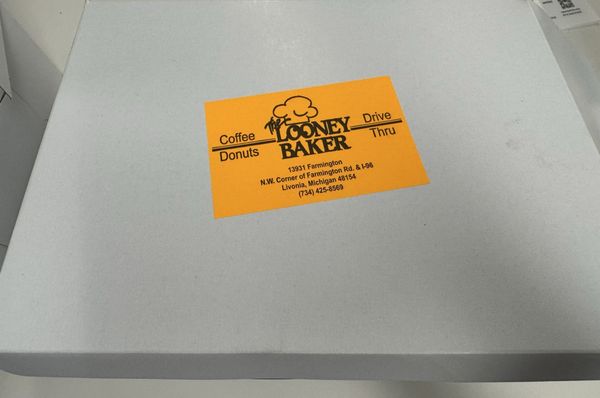 Coffee
Donuts
The
LOONEY
BAKER
Drive
Thru
13931 Farmington
N.W. Corner of Farmington Rd. & I-96
Livonia, Michigan 48154
(734) 425-8569